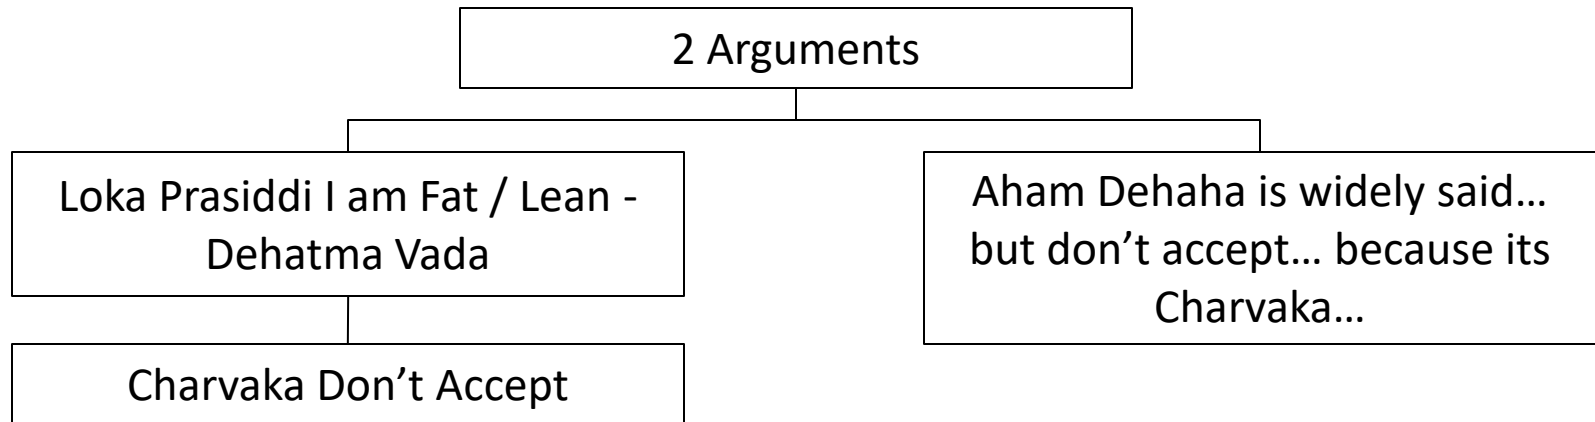 2 Arguments
Loka Prasiddi I am Fat / Lean -
Dehatma Vada
Aham Dehaha is widely said…
but don’t accept… because its
Charvaka…
Charvaka Don’t Accept